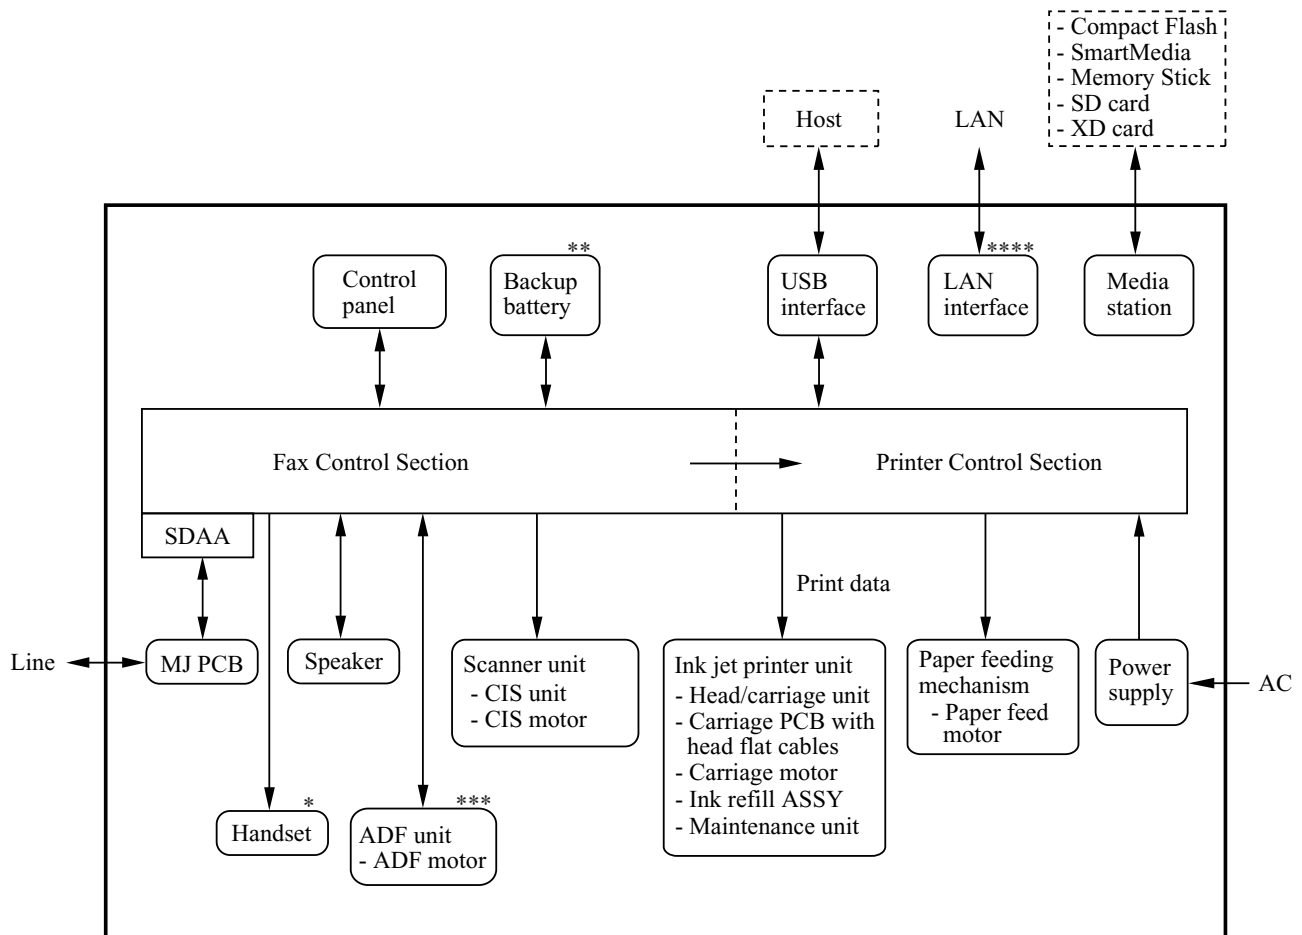 - Compact Flash
- SmartMedia
- Memory Stick
- SD card
- XD card
Host
LAN
Control
panel
**
Backup
battery
USB
interface
****
LAN
interface
Media
station
Fax Control Section
Printer Control Section
SDAA
Print data
Line
MJ PCB
Speaker
Scanner unit
- CIS unit
- CIS motor
Ink jet printer unit
- Head/carriage unit
- Carriage PCB with
head flat cables
- Carriage motor
- Ink refill ASSY
- Maintenance unit
Paper feeding
mechanism
- Paper feed
motor
Power
supply
AC
*
Handset
***
ADF unit
- ADF motor